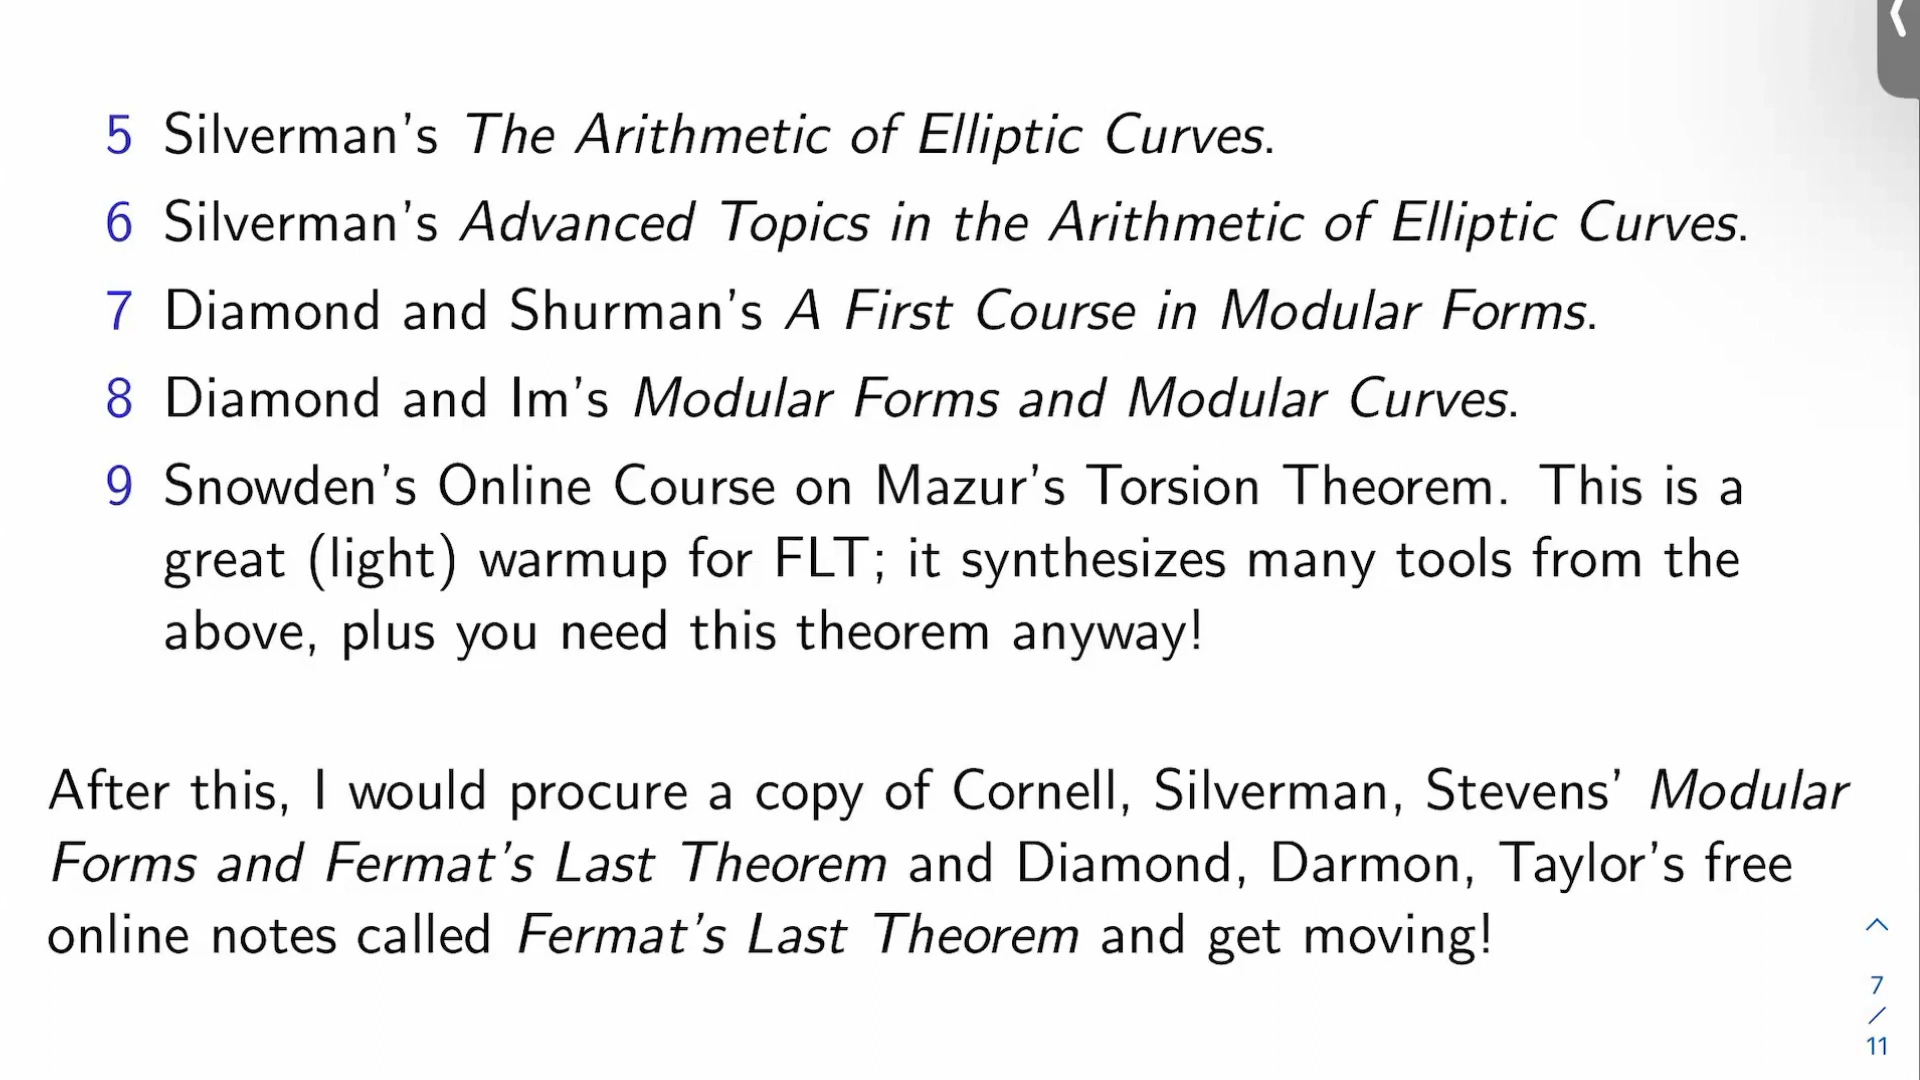 5 Silverman's The Arithmetic of Elliptic Curves.
6 Silverman's Advanced Topics in the Arithmetic of Elliptic Curves.
7 Diamond and Shurman's A First Course in Modular Forms.
8 Diamond and Im's Modular Forms and Modular Curves.
9 Snowden's Online Course on Mazur's Torsion Theorem. This is a
great (light) warmup for FLT; it synthesizes many tools from the
above, plus you need this theorem anyway!
After this, I would procure a copy of Cornell, Silverman, Stevens' Modular
Forms and Fermat's Last Theorem and Diamond, Darmon, Taylor's free
online notes called Fermat's Last Theorem and get moving!
7
/
11